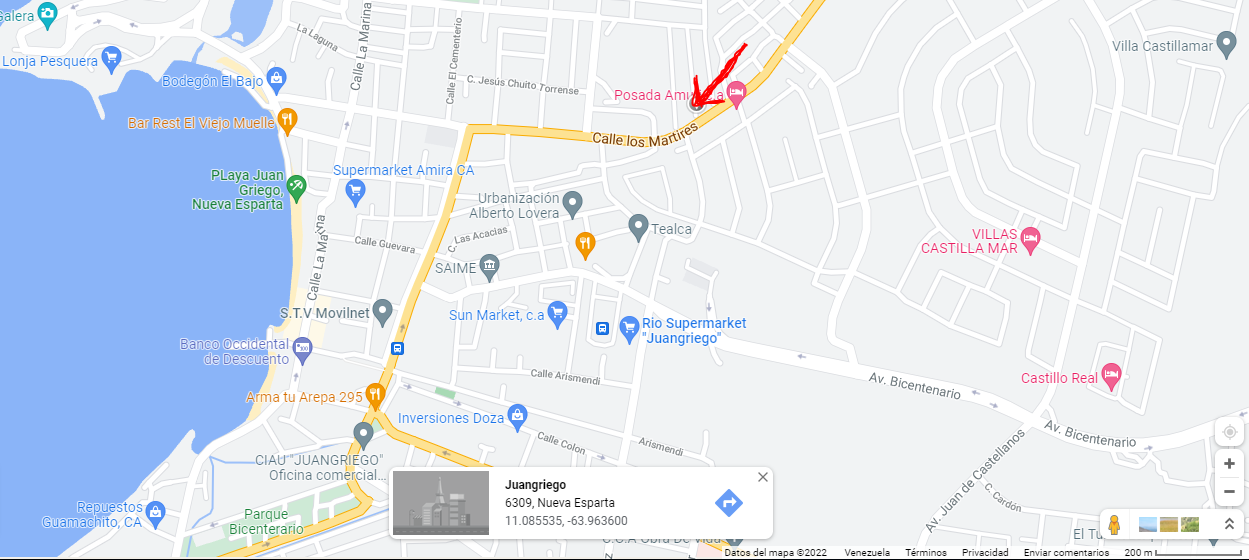 Galera
Lonja Pesquera
La Laguna
Calle La Marina
Calle El Cementerio
Villa Castillamar
Bodegón El Bajo
C. Jesús Chuito Torrense
Posada Am
a
Bar Rest El Viejo Muelle
Calle los Martires
Supermarket Amira CA
PLaya Juan
Griego,
Nueva Esparta
Urbanización
Alberto Lovera
Tealca
Calle La Ma na
Calle Guevara
C. Las Acacias
VILLAS
CASTILLA MAR
SAIME
S.T.V Movilnet
Sun Market, c.a
Rio Supermarket
"Juangriego"
Banco Occidental
de Descuento
Calle Arismendi
Av. Bicentenario
Castillo Real
Arma tu Arepa 295
Inversiones Doza
Calle Colon
Arismendi
Av. Bicentenario
Av. Juan de Castellanos
CIAU "JUANGRIEGO"
Oficina comercial...
C. Cardón
Juangriego
6309, Nueva Esparta
11.085535, -63.963600
Repuestos
Guamachito, CA
Parque
Bicenterario
El T
C.C.A Obra De Vida
Datos del mapa ©2022 Venezuela Términos Privacidad Enviar comentarios 200 m